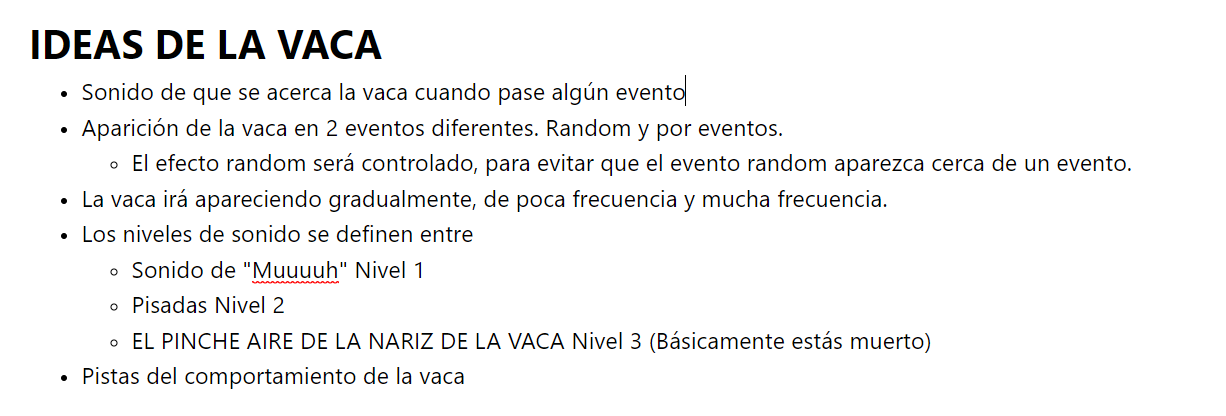 IDEAS DE LA VACA
• Sonido de que se acerca la vaca cuando pase algún evento
• Aparición de la vaca en 2 eventos diferentes. Random y por eventos.
◦ El efecto random será controlado, para evitar que el evento random aparezca cerca de un evento.
• La vaca irá apareciendo gradualmente, de poca frecuencia y mucha frecuencia.
• Los niveles de sonido se definen entre
◦ Sonido de "Muuuuh" Nivel 1
◦ Pisadas Nivel 2
◦ EL PINCHE AIRE DE LA NARIZ DE LA VACA Nivel 3 (Básicamente estás muerto)
• Pistas del comportamiento de la vaca